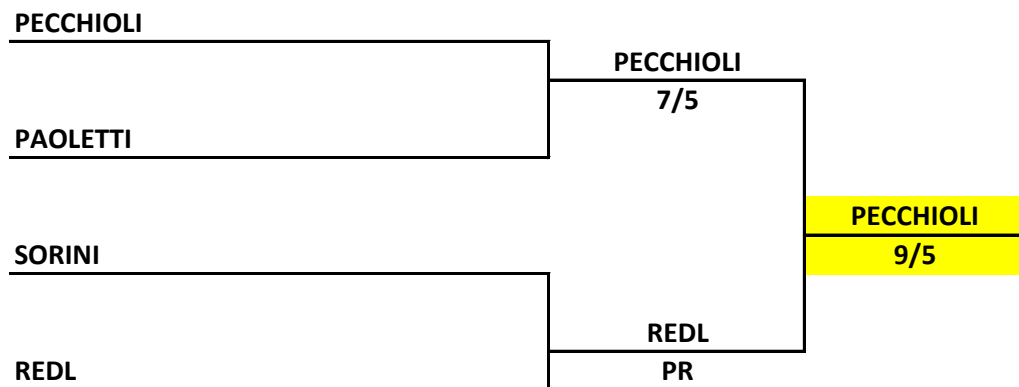 PECCHIOLI
PECCHIOLI
7/5
PAOLETTI
PECCHIOLI
SORINI
9/5
REDL
REDL
PR